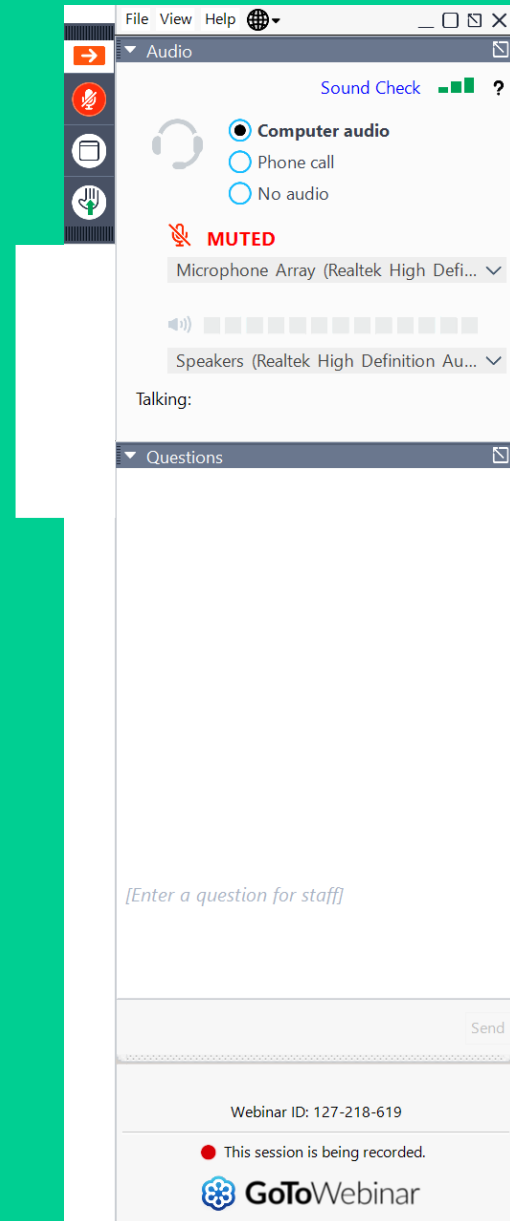 File View Help
Audio
Sound Check ?
Computer audio
Phone call
No audio
MUTED
Microphone Array (Realtek High Defi...
Speakers (Realtek High Definition Au...
Talking:
Questions
[Enter a question for staff]
Send
Webinar ID: 127-218-619
This session is being recorded.
GoToWebinar